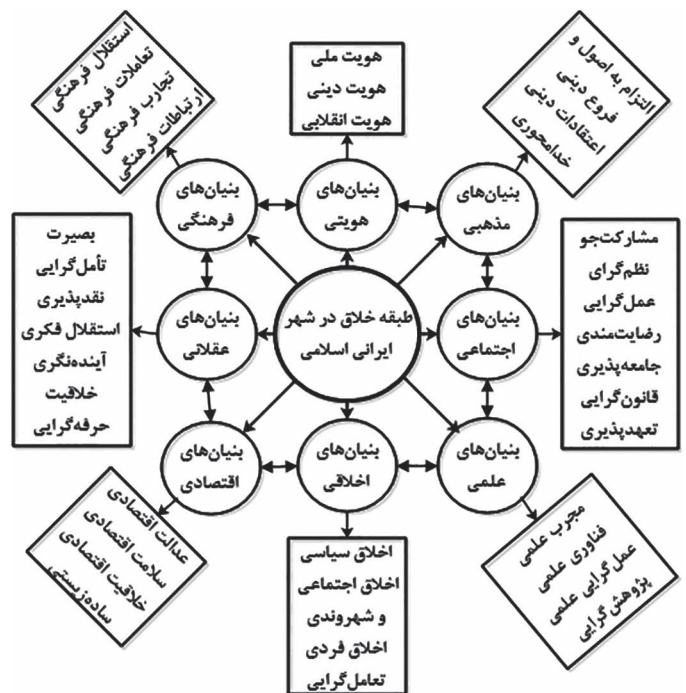 استقلال فرهنگی
تعاملات فرهنگی
تجارب فرهنگی
ارتباطات فرهنگی
هویت ملی
هویت دینی
هویت انقلابی
التزام به اصول و
فروع دینی
اعتقادات دینی
خدامحوری
بنیان‌های
فرهنگی
بنیان‌های
هویتی
بنیان‌های
مذهبی
بصیرت
تأمل‌گرایی
نقدپذیری
استقلال فکری
آینده‌نگری
خلاقیت
حرفه‌گرایی
بنیان‌های
عقلانی
طبقه خلاق در شهر
ایرانی اسلامی
بنیان‌های
اجتماعی
مشارکت‌جو
نظم‌گرای
عمل‌گرایی
رضایت‌مندی
جامعه‌پذیری
قانون‌گرایی
تعهدپذیری
بنیان‌های
اقتصادی
بنیان‌های
اخلاقی
بنیان‌های
علمی
عدالت اقتصادی
سلامت اقتصادی
خلاقیت اقتصادی
ساده‌زیستی
اخلاق سیاسی
اخلاق اجتماعی
و شهروندی
اخلاق فردی
تعامل‌گرایی
مجرب علمی
فناوری علمی
عمل‌گرایی علمی
پژوهش‌گرایی